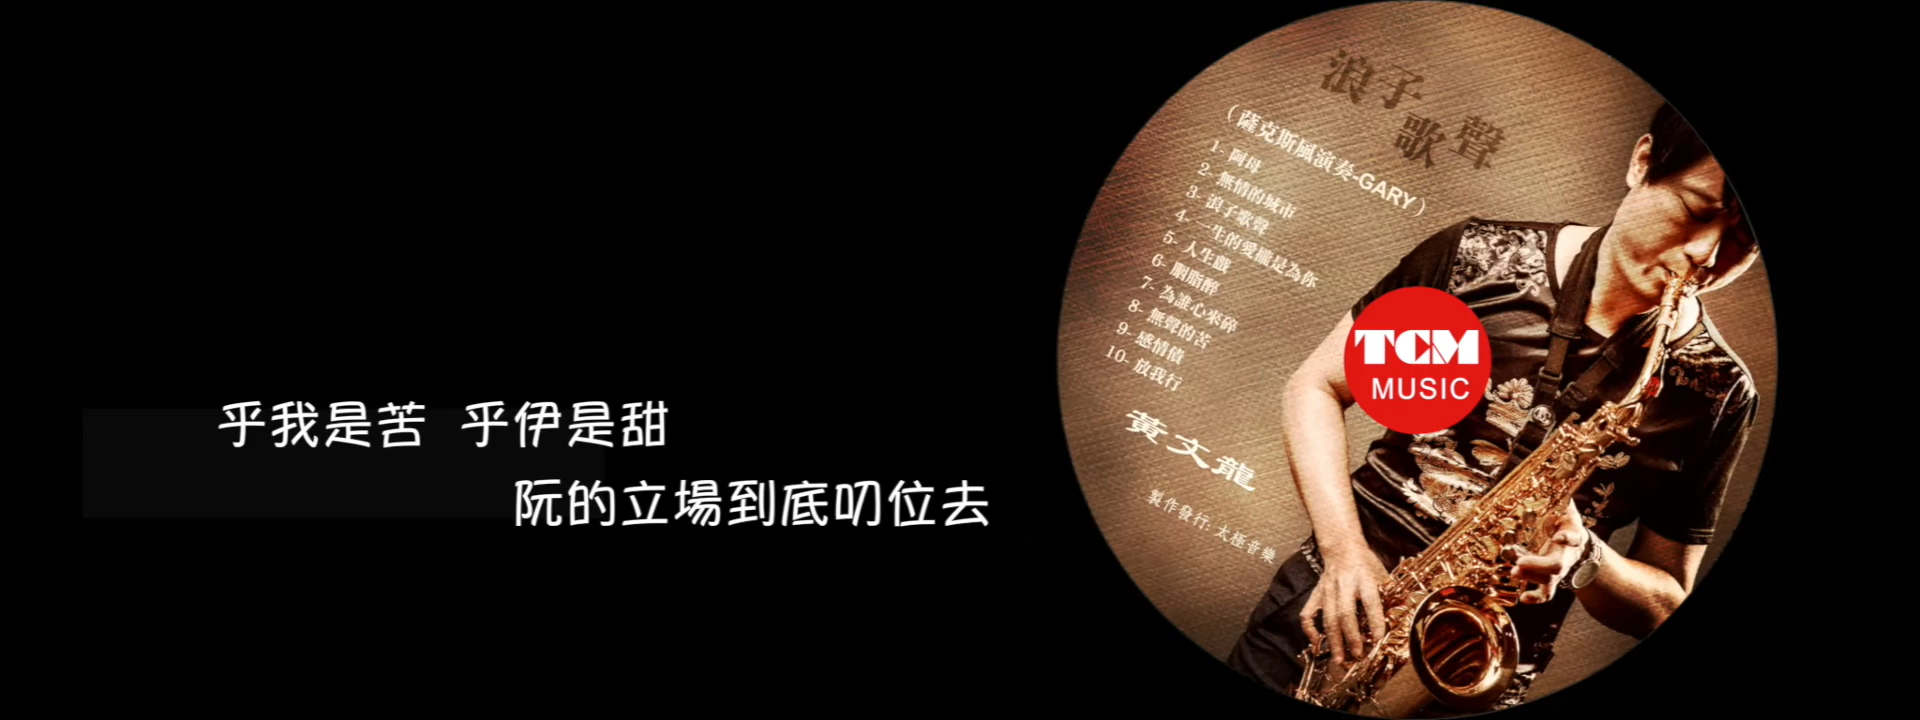 乎我是苦 乎伊是甜
阮的立場到底叨位去
浪子
歌聲
(薩克斯風演奏-GARY)
1- 阿母
2- 無情的城市
3- 浪子歌聲
4- 一生的愛攏是為你
5- 人生戲
6- 胭脂醉
7- 為誰心來碎
8- 無聲的苦
9- 感情債
10- 放我行
黃文龍
製作發行: 太極音樂
TCM
MUSIC